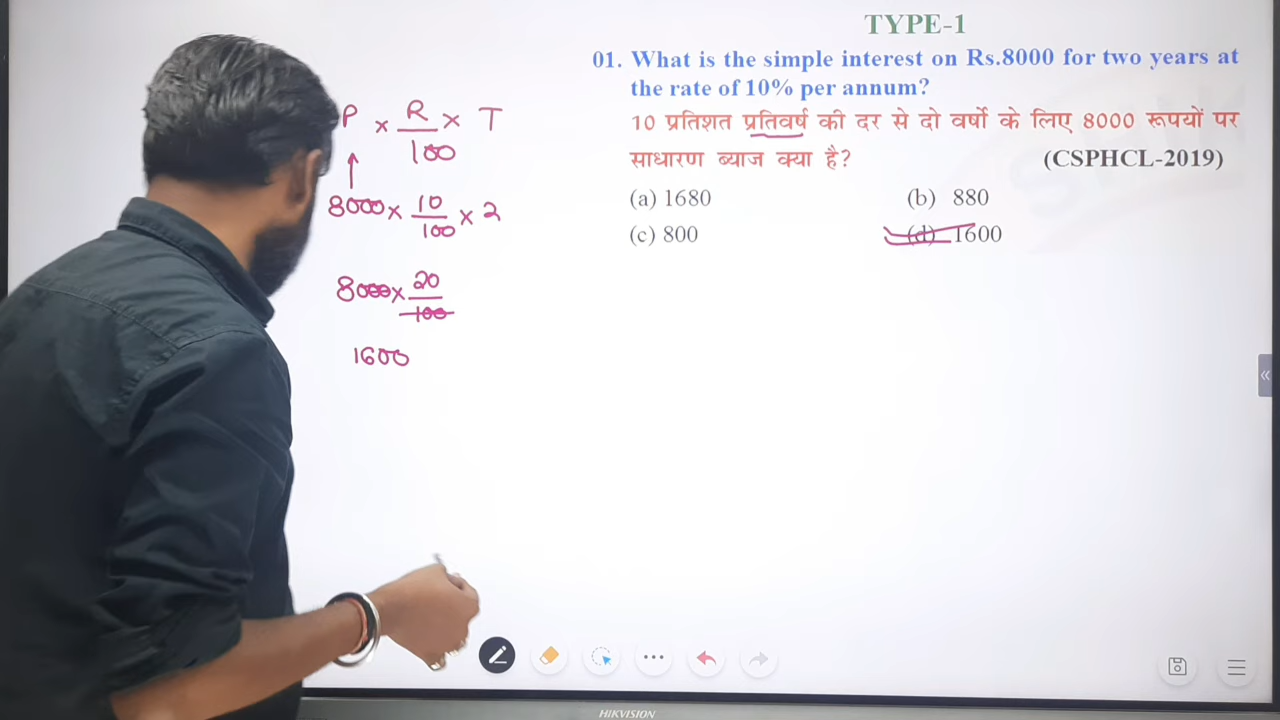 TYPE-1
01. What is the simple interest on Rs.8000 for two years at
the rate of 10% per annum?
10 प्रतिशत प्रतिवर्ष की दर से दो वर्षो के लिए 8000 रूपयों पर
साधारण ब्याज क्या है?
(CSPHCL-2019)
(a) 1680
(b) 880
(c) 800
(d) 1600
P × R/100 × T
8000 × 10/100 × 2
8000 × 20/100
1600
HIKVISION